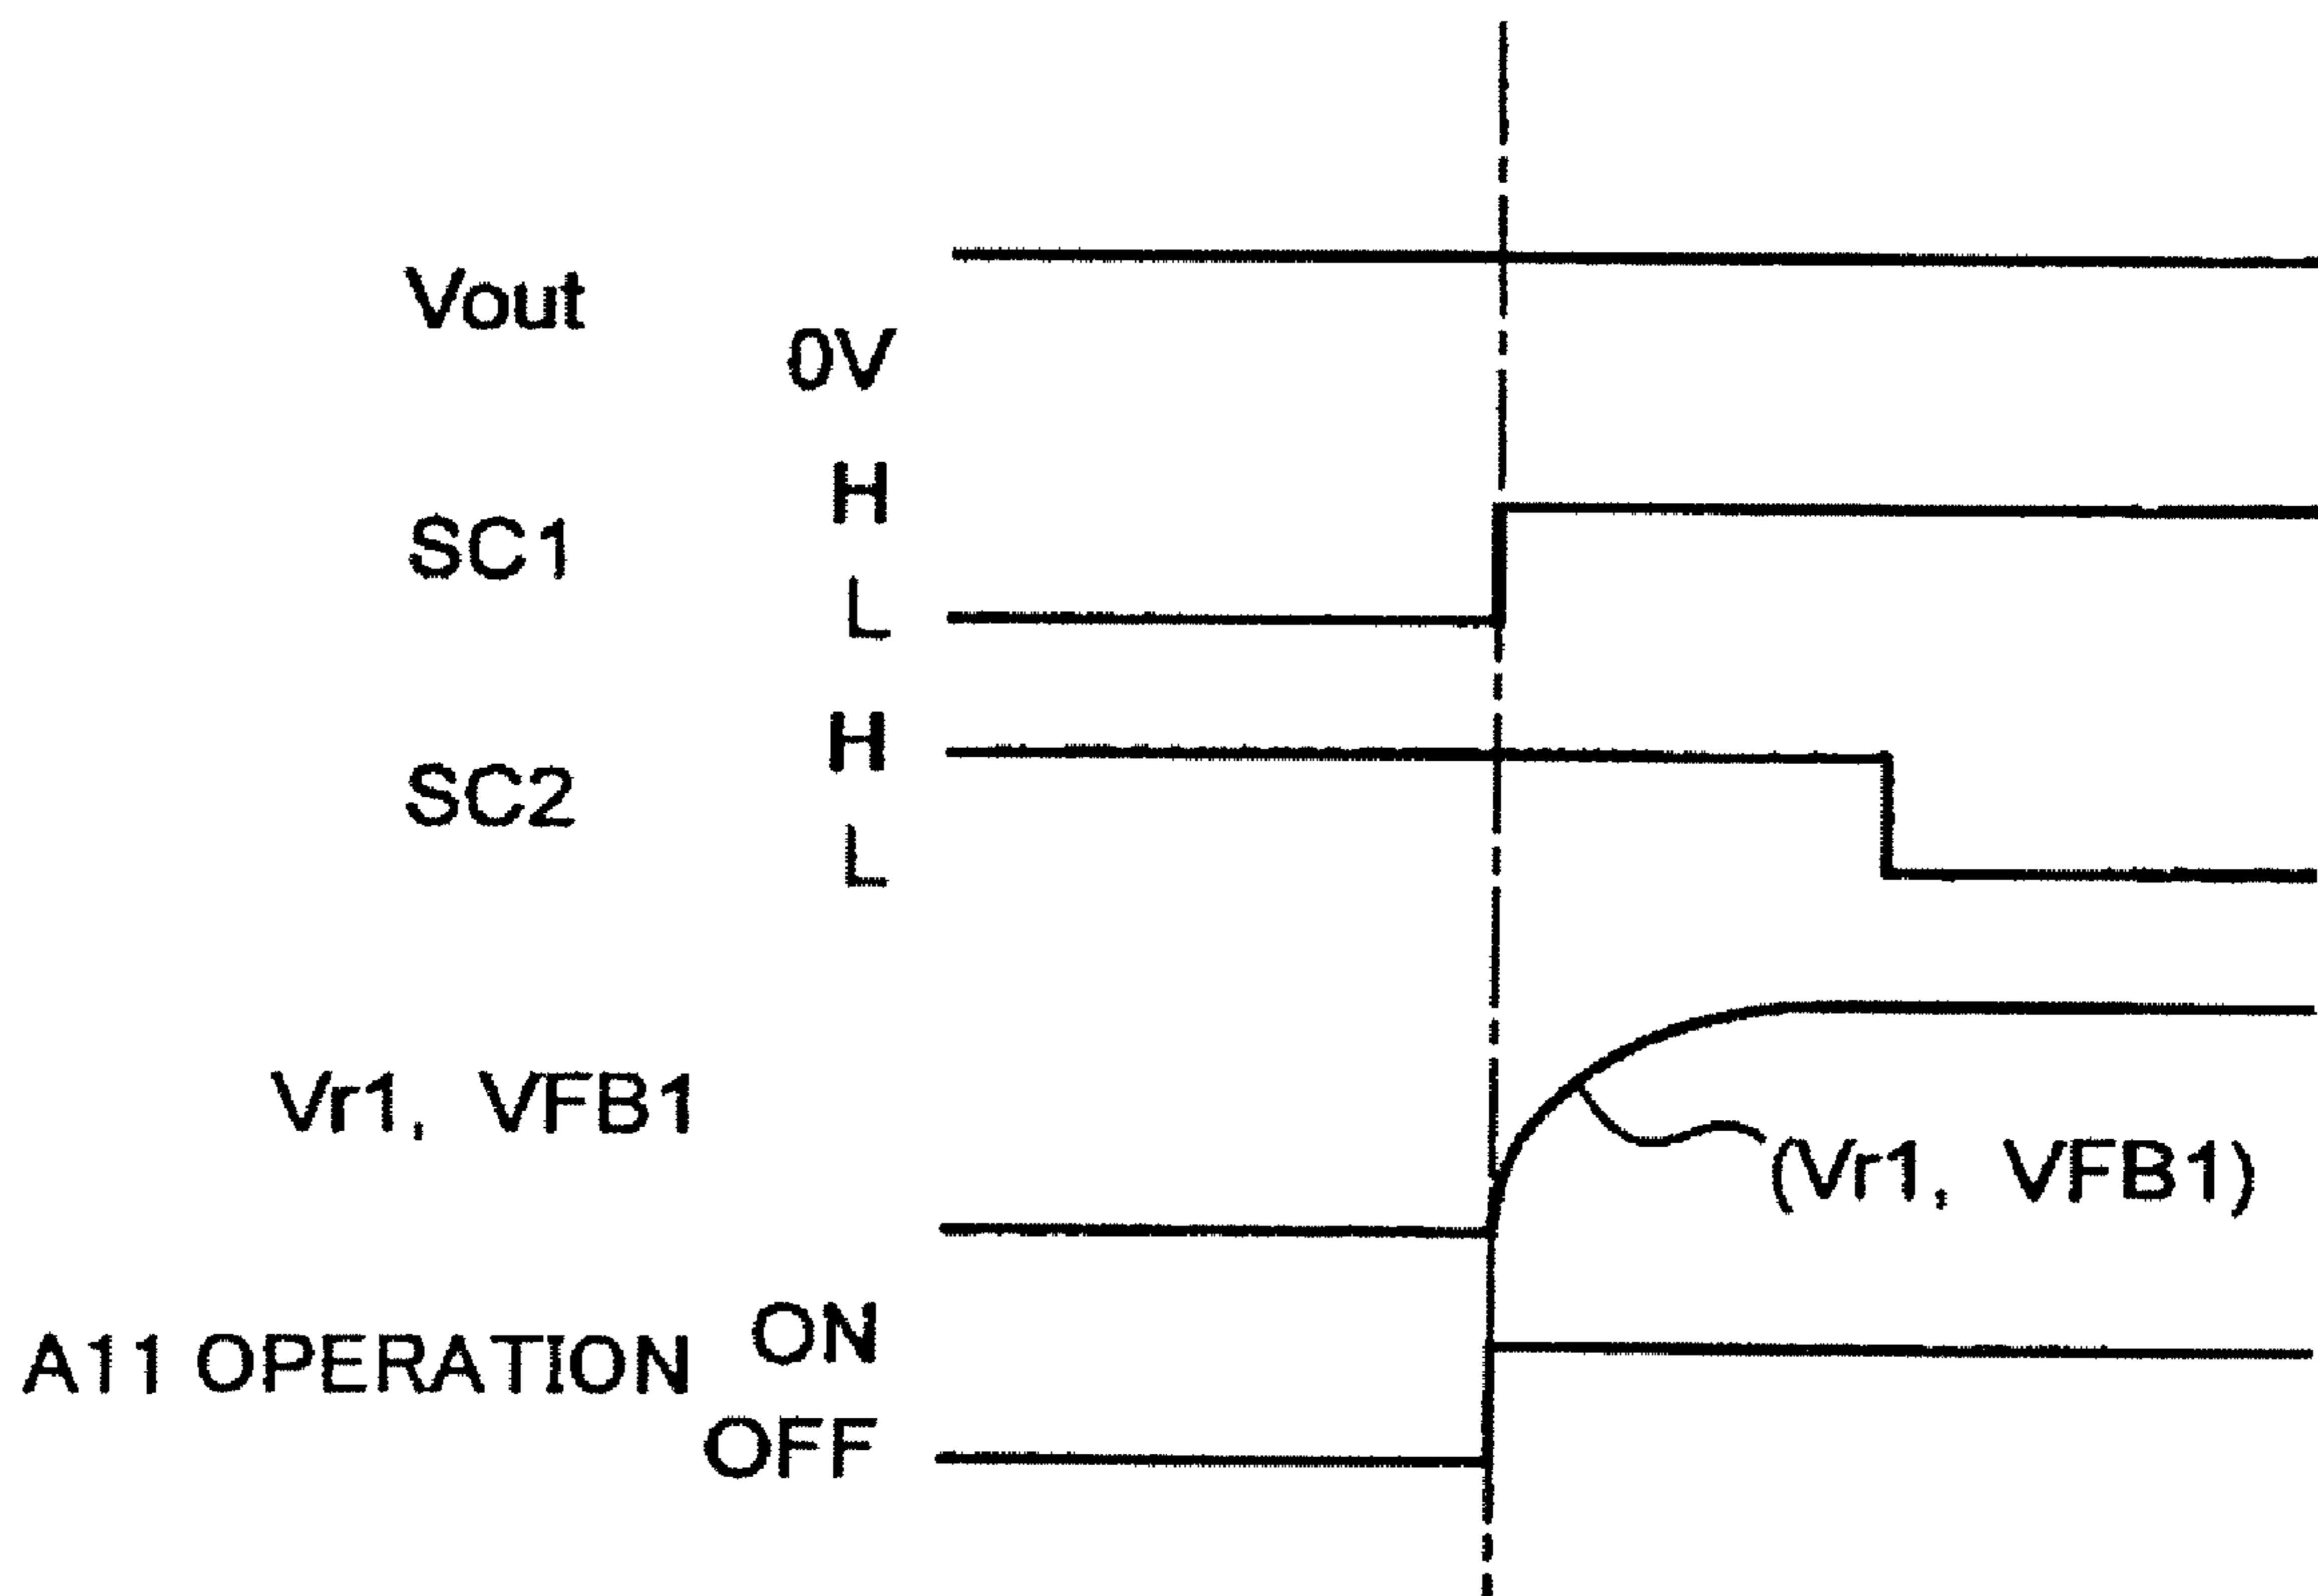 Vout
0V
H
SC1
L
H
SC2
L
Vr1, VFB1
(Vr1, VFB1)
ON
A11 OPERATION
OFF